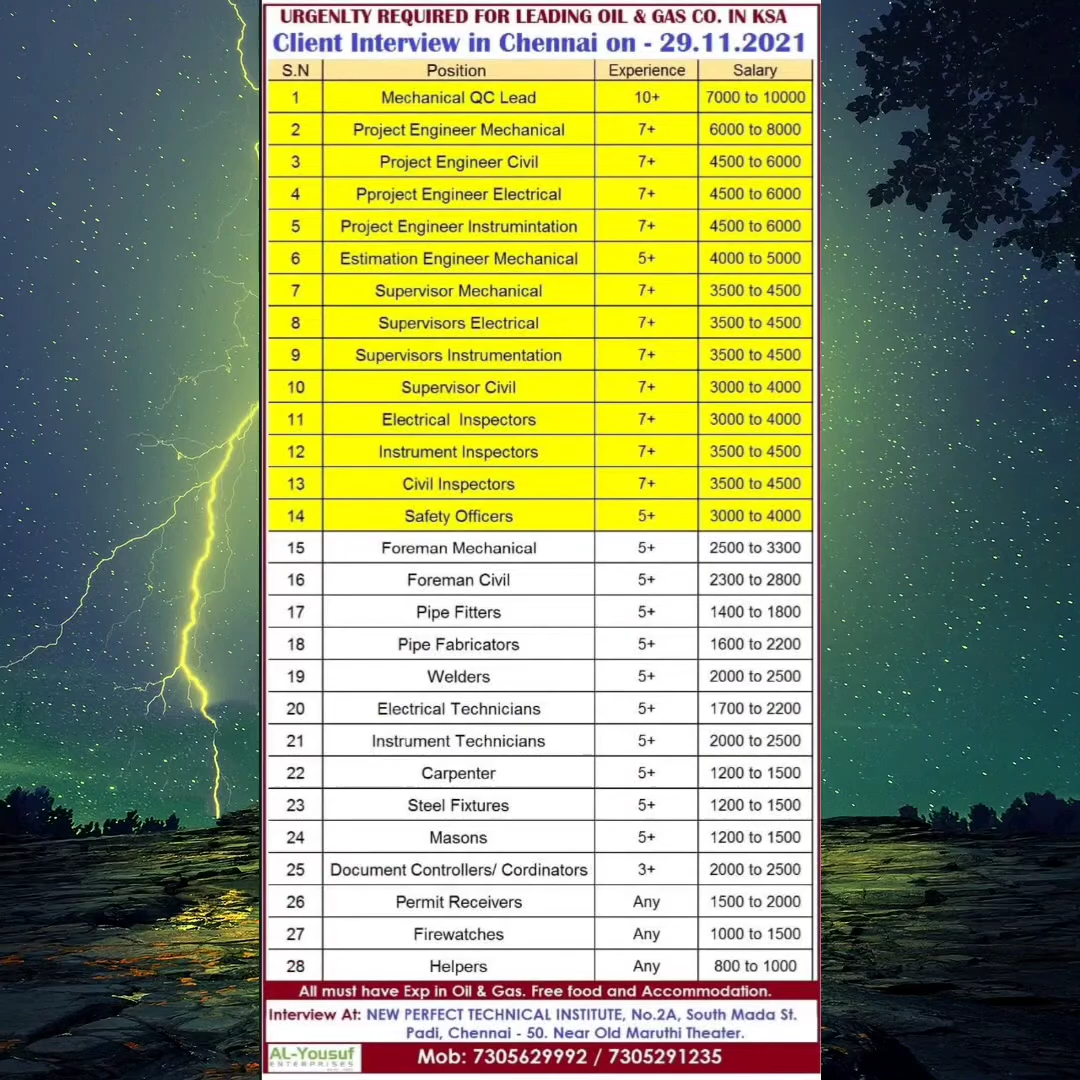 URGENLTY REQUIRED FOR LEADING OIL & GAS CO. IN KSA
Client Interview in Chennai on - 29.11.2021
S.N Position Experience Salary
1 Mechanical QC Lead 10+ 7000 to 10000
2 Project Engineer Mechanical 7+ 6000 to 8000
3 Project Engineer Civil 7+ 4500 to 6000
4 Pproject Engineer Electrical 7+ 4500 to 6000
5 Project Engineer Instrumintation 7+ 4500 to 6000
6 Estimation Engineer Mechanical 5+ 4000 to 5000
7 Supervisor Mechanical 7+ 3500 to 4500
8 Supervisors Electrical 7+ 3500 to 4500
9 Supervisors Instrumentation 7+ 3500 to 4500
10 Supervisor Civil 7+ 3000 to 4000
11 Electrical Inspectors 7+ 3000 to 4000
12 Instrument Inspectors 7+ 3500 to 4500
13 Civil Inspectors 7+ 3500 to 4500
14 Safety Officers 5+ 3000 to 4000
15 Foreman Mechanical 5+ 2500 to 3300
16 Foreman Civil 5+ 2300 to 2800
17 Pipe Fitters 5+ 1400 to 1800
18 Pipe Fabricators 5+ 1600 to 2200
19 Welders 5+ 2000 to 2500
20 Electrical Technicians 5+ 1700 to 2200
21 Instrument Technicians 5+ 2000 to 2500
22 Carpenter 5+ 1200 to 1500
23 Steel Fixtures 5+ 1200 to 1500
24 Masons 5+ 1200 to 1500
25 Document Controllers/ Cordinators 3+ 2000 to 2500
26 Permit Receivers Any 1500 to 2000
27 Firewatches Any 1000 to 1500
28 Helpers Any 800 to 1000
All must have Exp in Oil & Gas. Free food and Accommodation.
Interview At: NEW PERFECT TECHNICAL INSTITUTE, No.2A, South Mada St.
Padi, Chennai - 50. Near Old Maruthi Theater.
AL-Yousuf
ENTERPRISES
Mob: 7305629992 / 7305291235